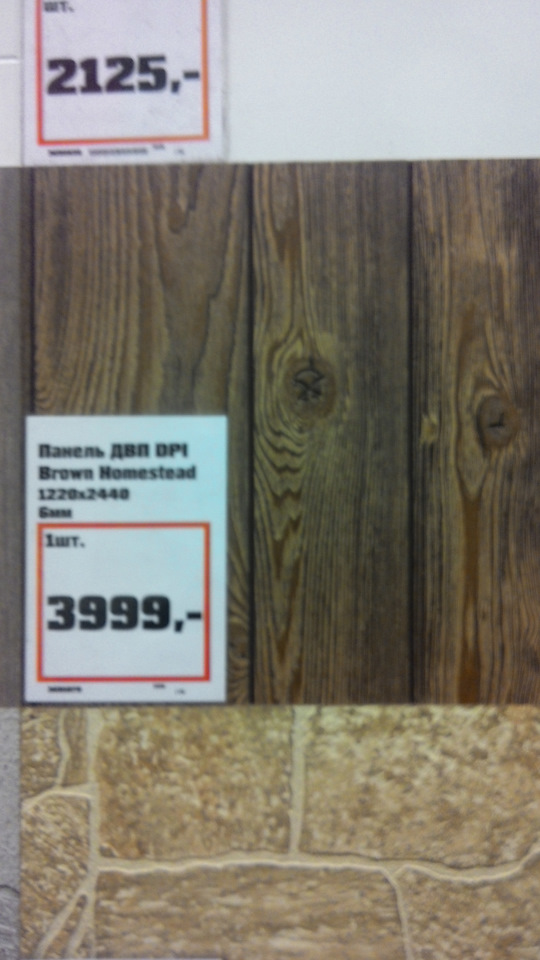 шт.
2125,-
Панель ДВП DPI
Brown Homestead
1220x2440
6мм
1шт.
3999,-